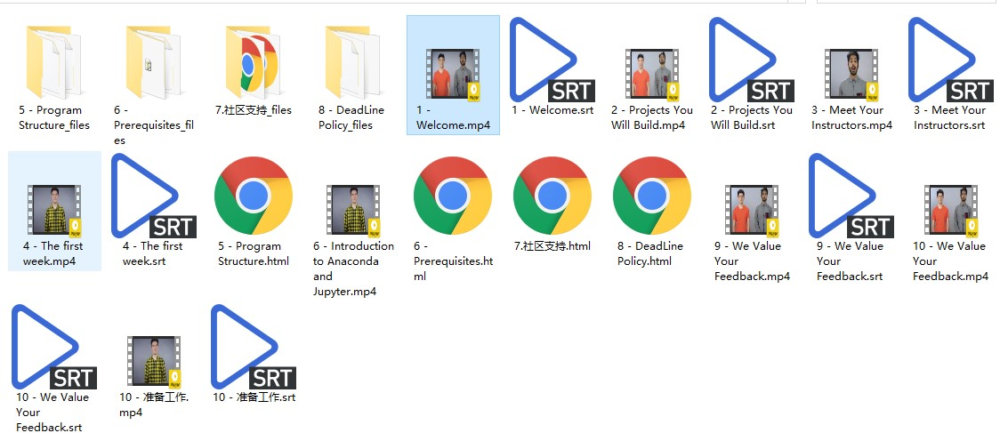 5 - Program
Structure_files
6 -
Prerequisites_fil
es
7.社区支持_files
8 - DeadLine
Policy_files
1 -
Welcome.mp4
SRT
1 - Welcome.srt
2 - Projects You
Will Build.mp4
SRT
2 - Projects You
Will Build.srt
3 - Meet Your
Instructors.mp4
SRT
3 - Meet Your
Instructors.srt
4 - The first
week.mp4
SRT
4 - The first
week.srt
5 - Program
Structure.html
6 - Introduction
to Anaconda
and
Jupyter.mp4
6 -
Prerequisites.ht
ml
7.社区支持.html
8 - DeadLine
Policy.html
9 - We Value
Your
Feedback.mp4
SRT
9 - We Value
Your
Feedback.srt
10 - We Value
Your
Feedback.mp4
SRT
10 - We Value
Your
Feedback.srt
10 - 准备工作.
mp4
SRT
10 - 准备工作.srt